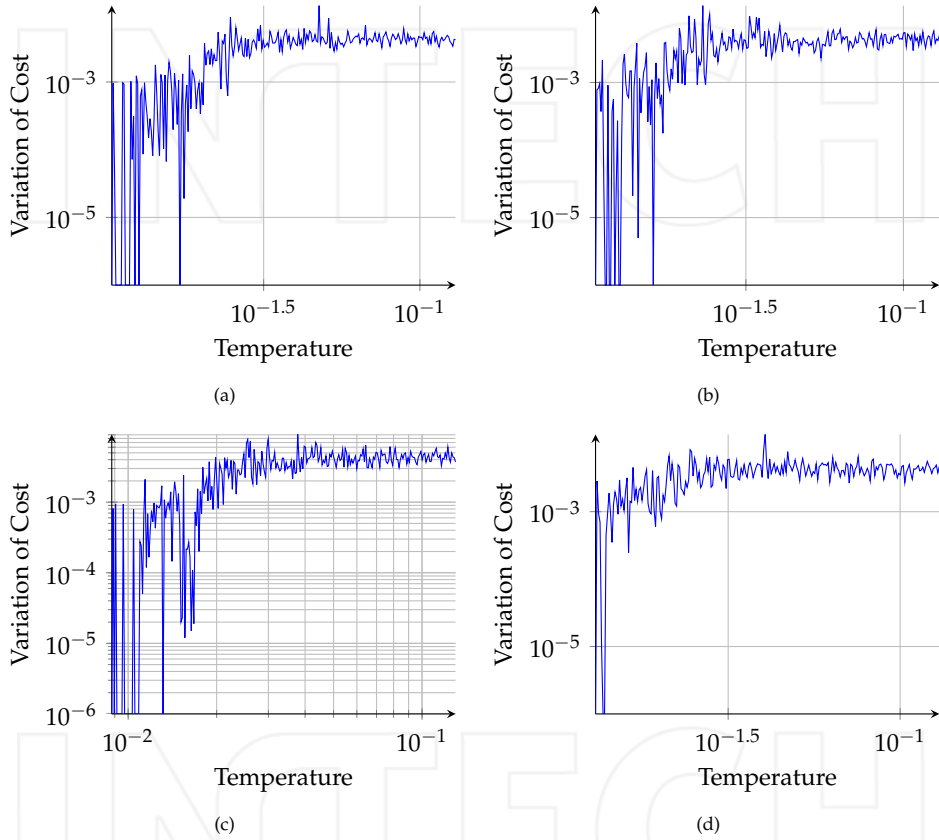 INTECH
10⁻³
10⁻⁵
Variation of Cost
10⁻¹·⁵
10⁻¹
Temperature
(a)
10⁻³
10⁻⁵
Variation of Cost
10⁻¹·⁵
10⁻¹
Temperature
(b)
10⁻³
10⁻⁴
10⁻⁵
10⁻⁶
Variation of Cost
10⁻²
10⁻¹
Temperature
(c)
10⁻³
10⁻⁵
Variation of Cost
10⁻¹·⁵
10⁻¹
Temperature
(d)
INTECH